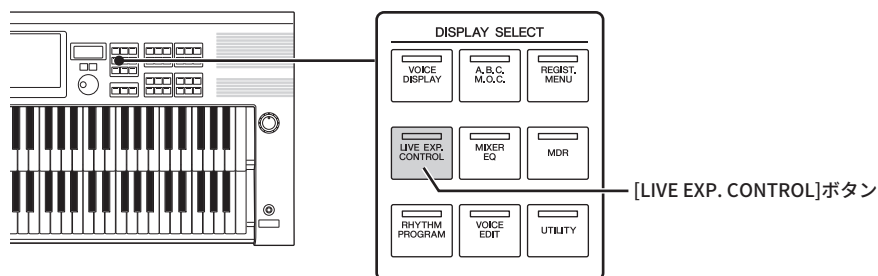 DISPLAY SELECT
VOICE
DISPLAY
A.B.C.
M.O.C.
REGIST.
MENU
LIVE EXP.
CONTROL
MIXER
EQ
MDR
[LIVE EXP. CONTROL]ボタン
RHYTHM
PROGRAM
VOICE
EDIT
UTILITY